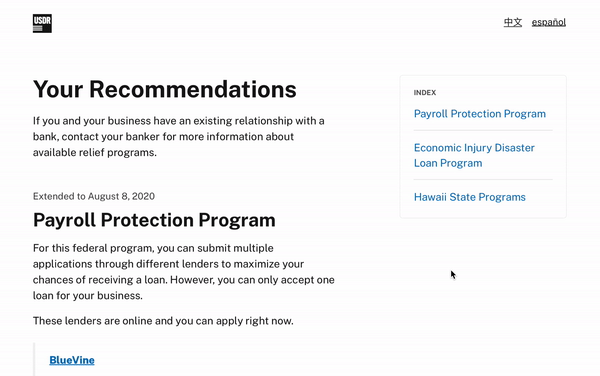 USDR
中文 español
Your Recommendations
If you and your business have an existing relationship with a
bank, contact your banker for more information about
available relief programs.
Extended to August 8, 2020
Payroll Protection Program
For this federal program, you can submit multiple
applications through different lenders to maximize your
chances of receiving a loan. However, you can only accept one
loan for your business.
These lenders are online and you can apply right now.
BlueVine
INDEX
Payroll Protection Program
Economic Injury Disaster
Loan Program
Hawaii State Programs